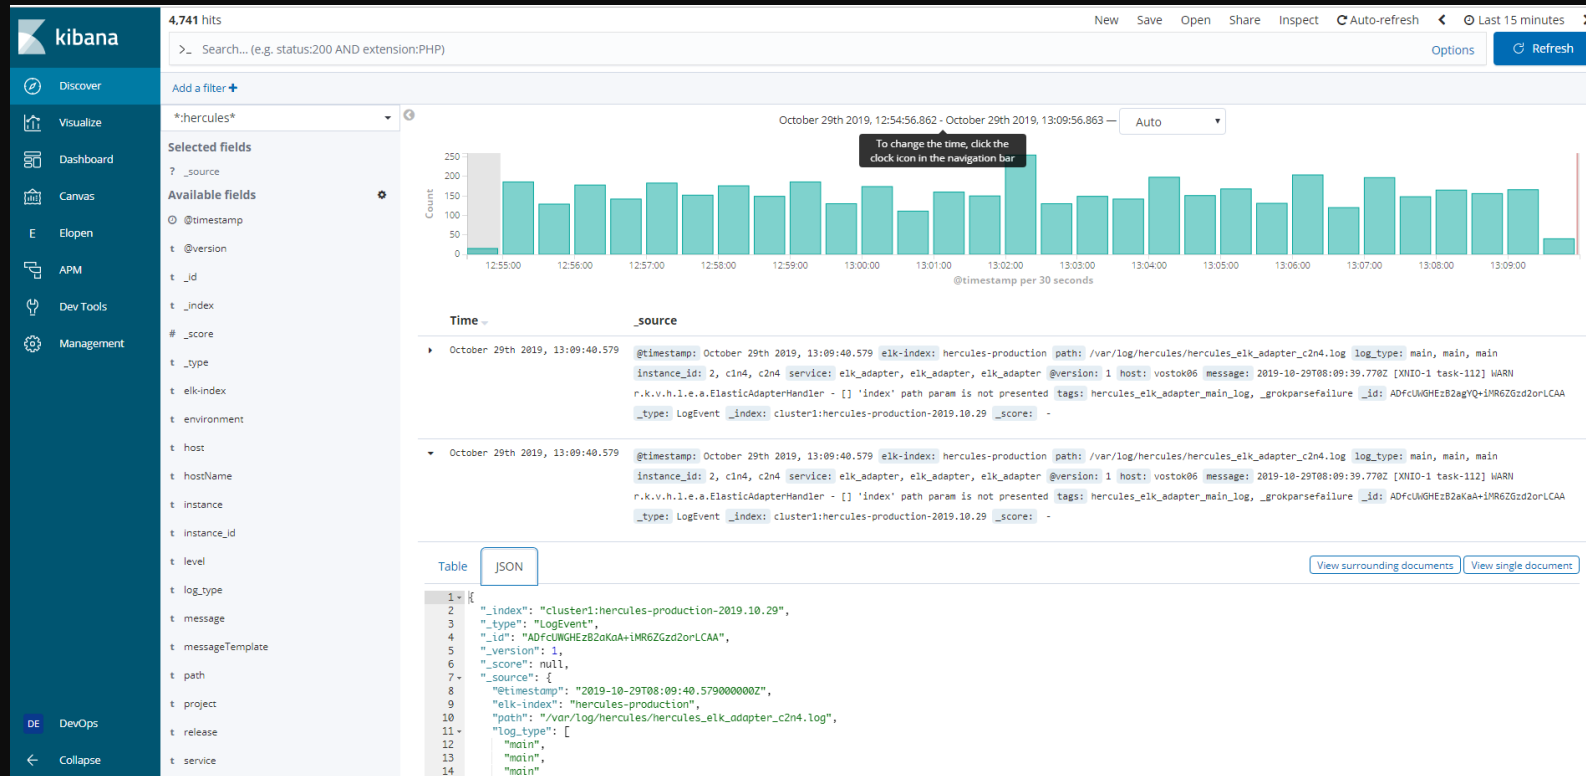 kibana
Discover
Visualize
Dashboard
Canvas
E Elopen
APM
Dev Tools
Management
DE DevOps
Collapse
4,741 hits
New Save Open Share Inspect Auto-refresh Last 15 minutes
>_ Search... (e.g. status:200 AND extension:PHP) Options Refresh
Add a filter +
*:hercules*
Selected fields
? _source
Available fields
@timestamp
t @version
t _id
t _index
# _score
t _type
t elk-index
t environment
t host
t hostName
t instance
t instance_id
t level
t log_type
t message
t messageTemplate
t path
t project
t release
t service
October 29th 2019, 12:54:56.862 - October 29th 2019, 13:09:56.863 — Auto
To change the time, click the
clock icon in the navigation bar
Count
250
200
150
100
50
0
12:55:00 12:56:00 12:57:00 12:58:00 12:59:00 13:00:00 13:01:00 13:02:00 13:03:00 13:04:00 13:05:00 13:06:00 13:07:00 13:08:00 13:09:00
@timestamp per 30 seconds
Time _source
October 29th 2019, 13:09:40.579 @timestamp: October 29th 2019, 13:09:40.579 elk-index: hercules-production path: /var/log/hercules/hercules_elk_adapter_c2n4.log log_type: main, main, main
instance_id: 2, c1n4, c2n4 service: elk_adapter, elk_adapter, elk_adapter @version: 1 host: vostok06 message: 2019-10-29T08:09:39.770Z [XNIO-1 task-112] WARN
r.k.v.h.l.e.a.ElasticAdapterHandler - [] 'index' path param is not presented tags: hercules_elk_adapter_main_log, _grokparsefailure _id: ADfcUWGHEzB2agYQ+iMR6ZGzd2orLCAA
_type: LogEvent _index: cluster1:hercules-production-2019.10.29 _score: -
October 29th 2019, 13:09:40.579 @timestamp: October 29th 2019, 13:09:40.579 elk-index: hercules-production path: /var/log/hercules/hercules_elk_adapter_c2n4.log log_type: main, main, main
instance_id: 2, c1n4, c2n4 service: elk_adapter, elk_adapter, elk_adapter @version: 1 host: vostok06 message: 2019-10-29T08:09:39.770Z [XNIO-1 task-112] WARN
r.k.v.h.l.e.a.ElasticAdapterHandler - [] 'index' path param is not presented tags: hercules_elk_adapter_main_log, _grokparsefailure _id: ADfcUWGHEzB2aKaA+iMR6ZGzd2orLCAA
_type: LogEvent _index: cluster1:hercules-production-2019.10.29 _score: -
Table JSON View surrounding documents View single document
1 {
2 "_index": "cluster1:hercules-production-2019.10.29",
3 "_type": "LogEvent",
4 "_id": "ADfcUWGHEzB2aKaA+iMR6ZGzd2orLCAA",
5 "_version": 1,
6 "_score": null,
7 "_source": {
8 "@timestamp": "2019-10-29T08:09:40.579000000Z",
9 "elk-index": "hercules-production",
10 "path": "/var/log/hercules/hercules_elk_adapter_c2n4.log",
11 "log_type": [
12 "main",
13 "main",
14 "main"